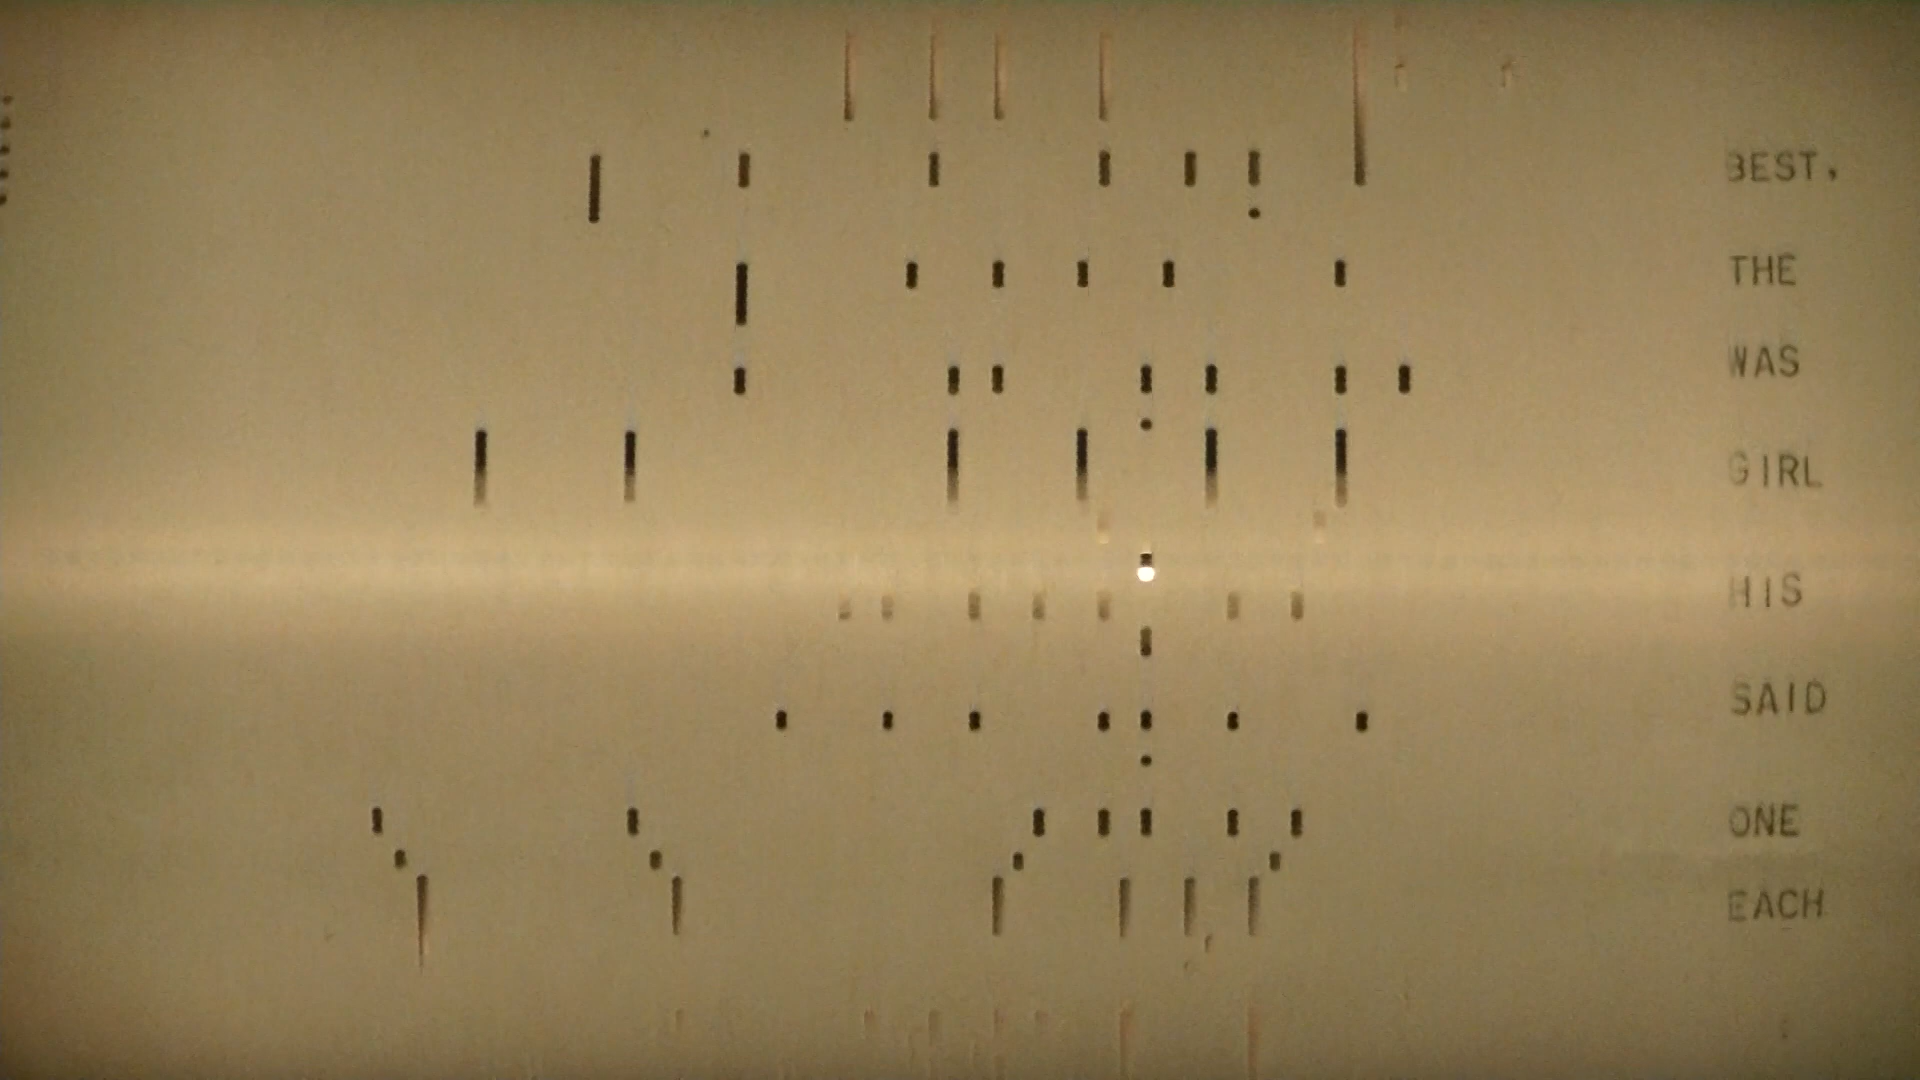 BEST,
THE
WAS
GIRL
HIS
SAID
ONE
EACH